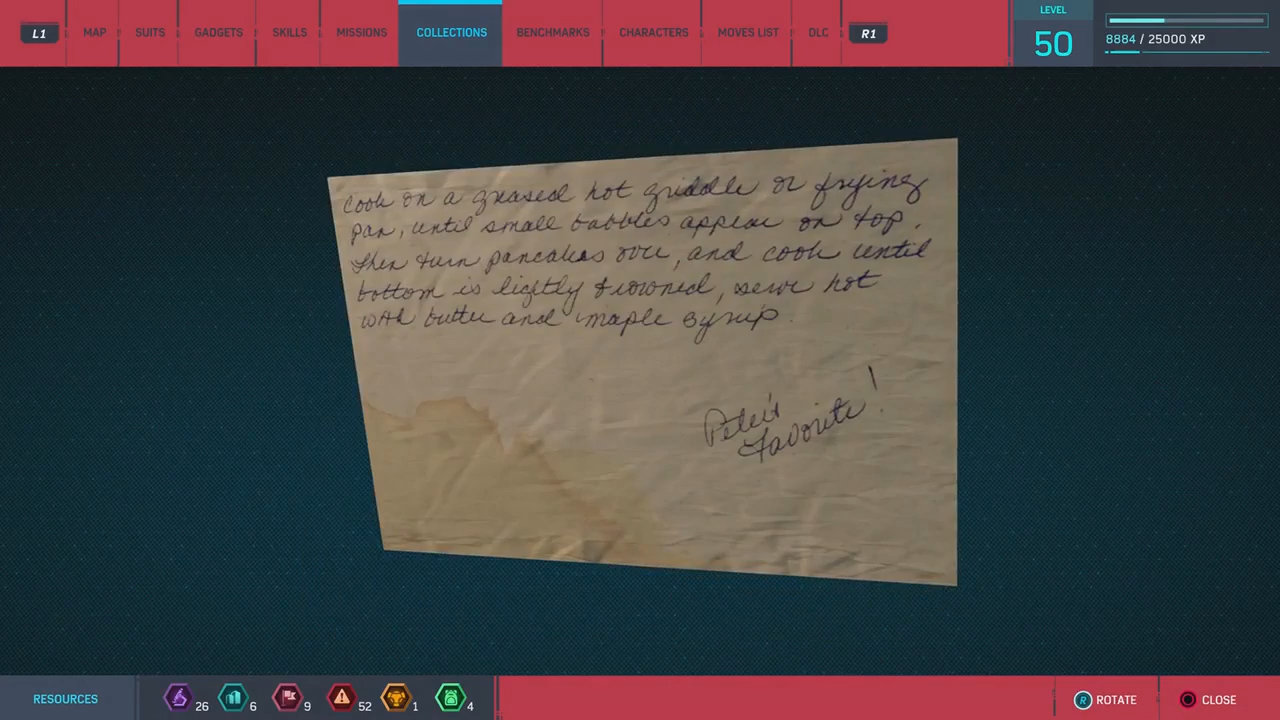 L1 MAP SUITS GADGETS SKILLS MISSIONS COLLECTIONS BENCHMARKS CHARACTERS MOVES LIST DLC R1
LEVEL
50
8884 / 25000 XP
Cook on a greased hot griddle or frying
pan, until small bubbles appear on top.
Then turn pancakes over, and cook until
bottom is lightly browned, serve hot
with butter and maple syrup.
Peter's
Favorite!
RESOURCES 26 6 9 52 1 4
R ROTATE CLOSE